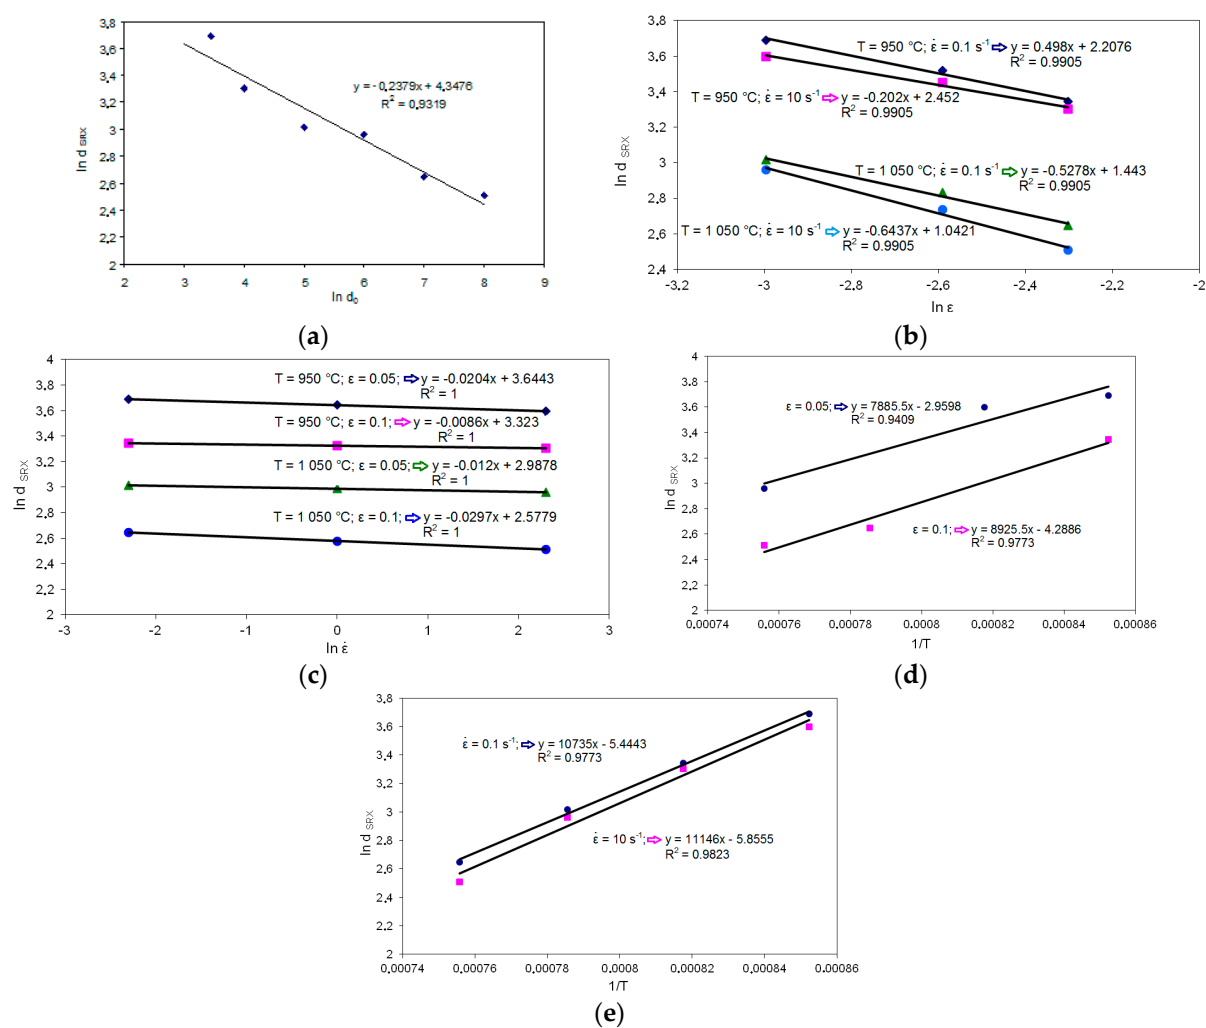 3,8
3,6
3,4
3,2
3
2,8
2,6
2,4
2,2
2
ln d SRX
y = -0.2379x + 4.3476
R² = 0.9319
2 3 4 5 6 7 8 9
ln d₀
(a)
3.8
3.6
3.4
3.2
3
2.8
2.6
2.4
ln d SRX
T = 950 °C; ε̇ = 0.1 s⁻¹ ⇨ y = 0.498x + 2.2076
R² = 0.9905
T = 950 °C; ε̇ = 10 s⁻¹ ⇨ y = -0.202x + 2.452
R² = 0.9905
T = 1 050 °C; ε̇ = 0.1 s⁻¹ ⇨ y = -0.5278x + 1.443
R² = 0.9905
T = 1 050 °C; ε̇ = 10 s⁻¹ ⇨ y = -0.6437x + 1.0421
R² = 0.9905
-3.2 -3 -2.8 -2.6 -2.4 -2.2 -2
ln ε
(b)
4
3.8
3.6
3.4
3.2
3
2.8
2.6
2.4
2.2
2
ln d SRX
T = 950 °C; ε = 0.05; ⇨ y = -0.0204x + 3.6443
R² = 1
T = 950 °C; ε = 0.1; ⇨ y = -0.0086x + 3.323
R² = 1
T = 1 050 °C; ε = 0.05; ⇨ y = -0.012x + 2.9878
R² = 1
T = 1 050 °C; ε = 0.1; ⇨ y = -0.0297x + 2.5779
R² = 1
-3 -2 -1 0 1 2 3
ln ε̇
(c)
4
3.8
3.6
3.4
3.2
3
2.8
2.6
2.4
2.2
2
ln d SRX
ε = 0.05; ⇨ y = 7885.5x - 2.9598
R² = 0.9409
ε = 0.1; ⇨ y = 8925.5x - 4.2886
R² = 0.9773
0.00074 0.00076 0.00078 0.0008 0.00082 0.00084 0.00086
1/T
(d)
3,8
3,6
3,4
3,2
3
2,8
2,6
2,4
2,2
2
ln d SRX
ε̇ = 0.1 s⁻¹; ⇨ y = 10735x - 5.4443
R² = 0.9773
ε̇ = 10 s⁻¹; ⇨ y = 11146x - 5.8555
R² = 0.9823
0.00074 0.00076 0.00078 0.0008 0.00082 0.00084 0.00086
1/T
(e)